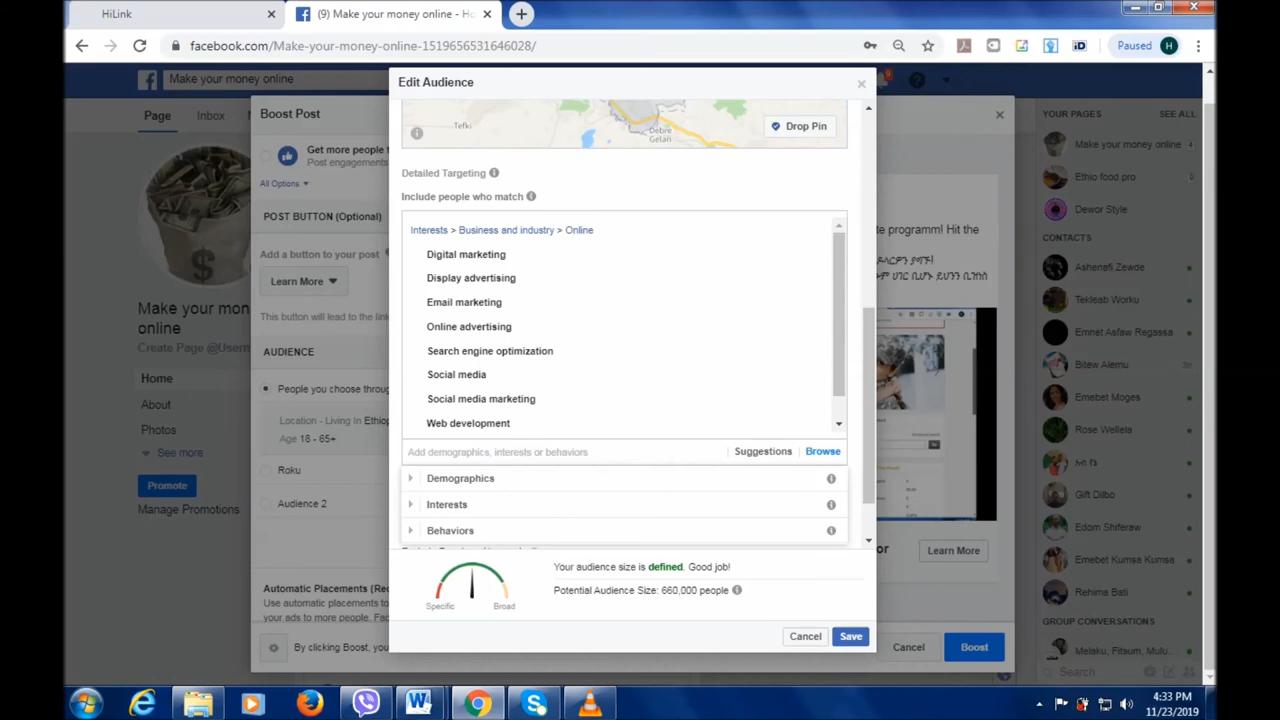 HiLink
(9) Make your money online - Ho
facebook.com/Make-your-money-online-1519656531646028/
Paused H
Make your money online
9
Page Inbox
Make your money
online
Create Page @Usern
Home
About
Photos
See more
Promote
Manage Promotions
Boost Post
Get more people t
Post engagements
All Options
POST BUTTON (Optional)
Add a button to your post
Learn More
This button will lead to the link
AUDIENCE
People you choose throu
Location - Living In Ethiop
Age 18 - 65+
Roku
Audience 2
Automatic Placements (Rec
Use automatic placements to
your ads to more people. Fac
By clicking Boost, you
Edit Audience
Tefki
Debre
Gelan
Drop Pin
Detailed Targeting
Include people who match
Interests > Business and industry > Online
Digital marketing
Display advertising
Email marketing
Online advertising
Search engine optimization
Social media
Social media marketing
Web development
Add demographics, interests or behaviors
Suggestions Browse
Demographics
Interests
Behaviors
Your audience size is defined. Good job!
Potential Audience Size: 660,000 people
Specific Broad
Cancel Save
te programm! Hit the
or
Learn More
Cancel Boost
YOUR PAGES SEE ALL
Make your money online 4
Ethio food pro
Dewor Style
CONTACTS
Ashenafi Zewde
Tekleab Worku
Emnet Asfaw Regassa
Bitew Alemu
Emebet Moges
Rose Wellela
Gift Dilbo
Edom Shiferaw
Emebet Kumsa Kumsa
Rehima Bati
GROUP CONVERSATIONS
Melaku, Fitsum, Mulu...
Search
4:33 PM
11/23/2019